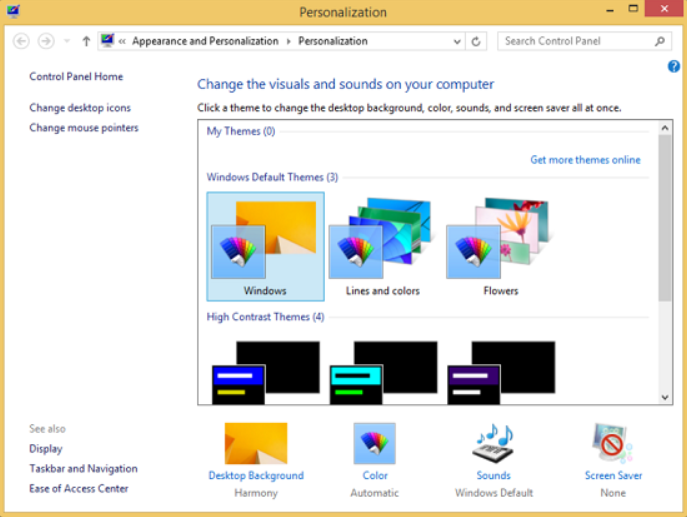 Personalization
« Appearance and Personalization Personalization
Search Control Panel
Control Panel Home
Change desktop icons
Change mouse pointers
Change the visuals and sounds on your computer
Click a theme to change the desktop background, color, sounds, and screen saver all at once.
My Themes (0)
Get more themes online
Windows Default Themes (3)
Windows Lines and colors Flowers
High Contrast Themes (4)
See also
Display
Taskbar and Navigation
Ease of Access Center
Desktop Background Color Sounds Screen Saver
Harmony Automatic Windows Default None